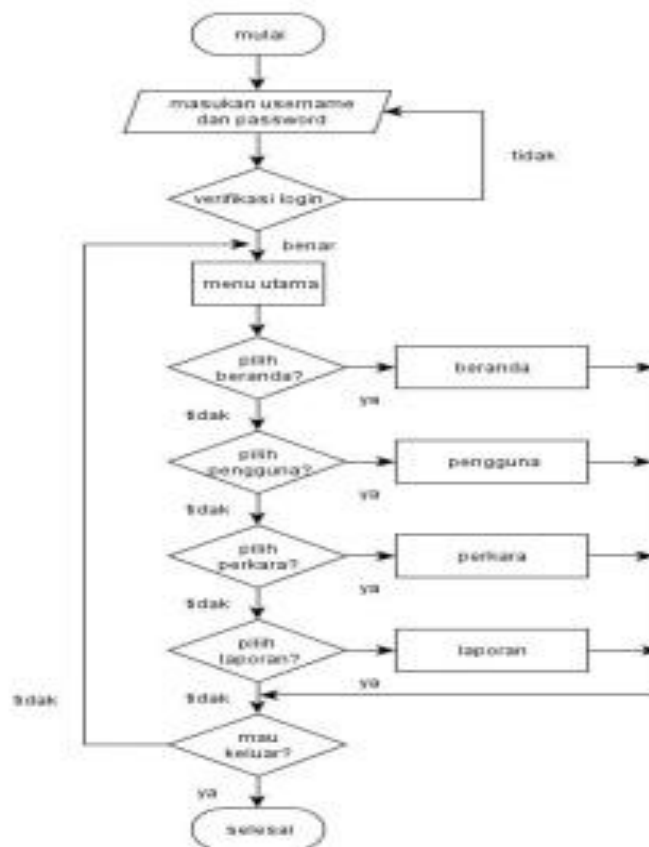 mulai
masukan username
dan password
tidak
verifikasi login
benar
menu utama
pilih
beranda?
beranda
ya
tidak
pilih
pengguna?
pengguna
ya
tidak
pilih
perkara?
perkara
ya
tidak
pilih
laporan?
laporan
ya
tidak
tidak
mau
keluar?
ya
selesai